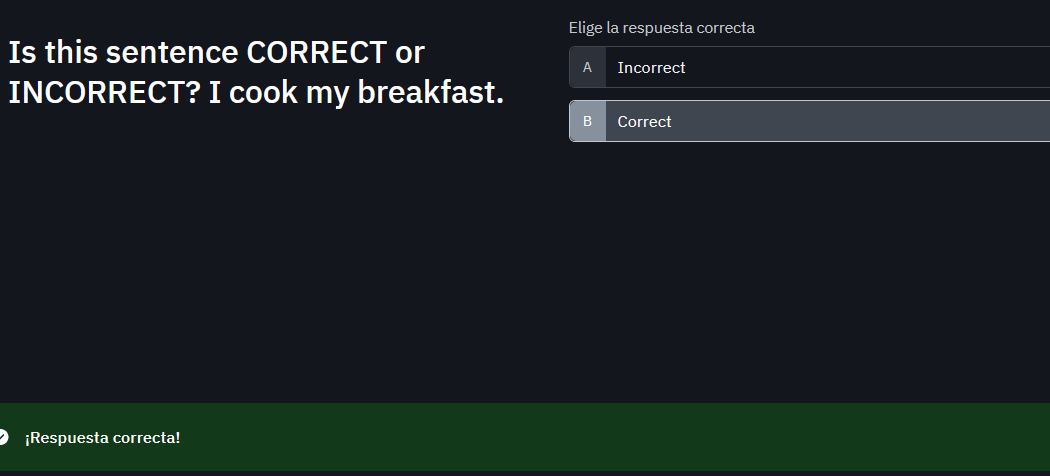 Is this sentence CORRECT or
INCORRECT? I cook my breakfast.
Elige la respuesta correcta
A Incorrect
B Correct
¡Respuesta correcta!